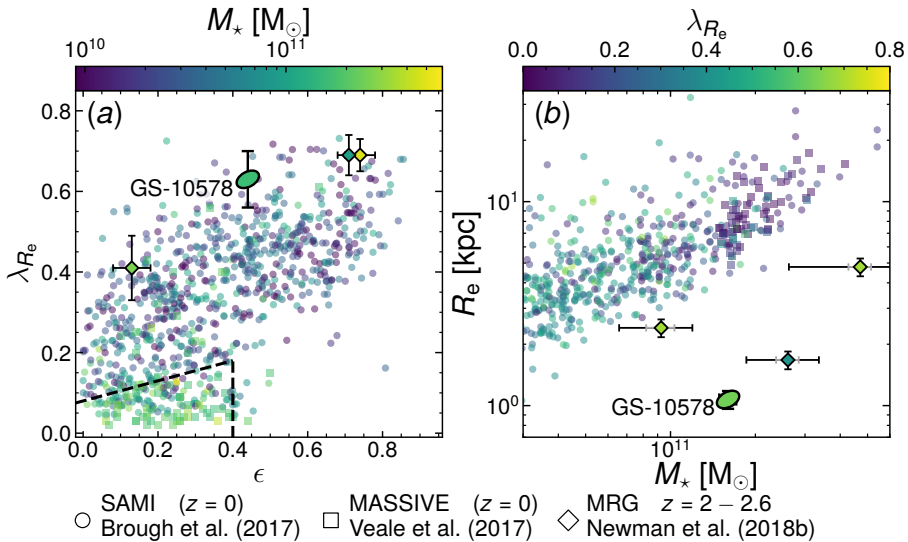 M⋆ [M☉]
10^10 10^11
λ_Re
0.0 0.2 0.4 0.6 0.8
(a)
GS-10578
λ_Re
0.8
0.6
0.4
0.2
0.0
0.0 0.2 0.4 0.6 0.8
ϵ
(b)
GS-10578
R_e [kpc]
10^1
10^0
10^11
M⋆ [M☉]
SAMI (z = 0)
Brough et al. (2017)
MASSIVE (z = 0)
Veale et al. (2017)
MRG z = 2 − 2.6
Newman et al. (2018b)